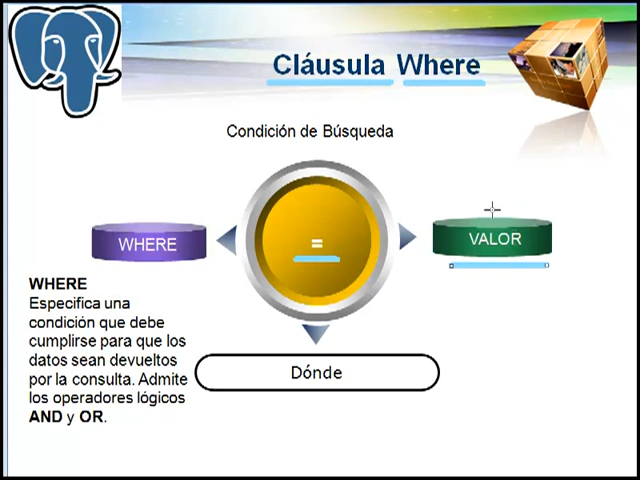 Cláusula Where
Condición de Búsqueda
WHERE
=
VALOR
WHERE
Especifica una
condición que debe
cumplirse para que los
datos sean devueltos
por la consulta. Admite
los operadores lógicos
AND y OR.
Dónde